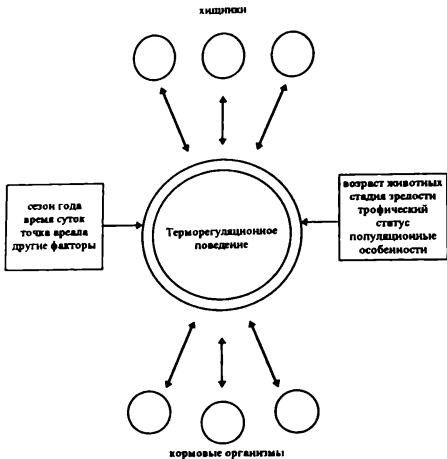 хищники
сезон года
время суток
точка ареала
другие факторы
Терморегуляционное
поведение
возраст животных
стадия зрелости
трофический
статус
популяционные
особенности
кормовые организмы